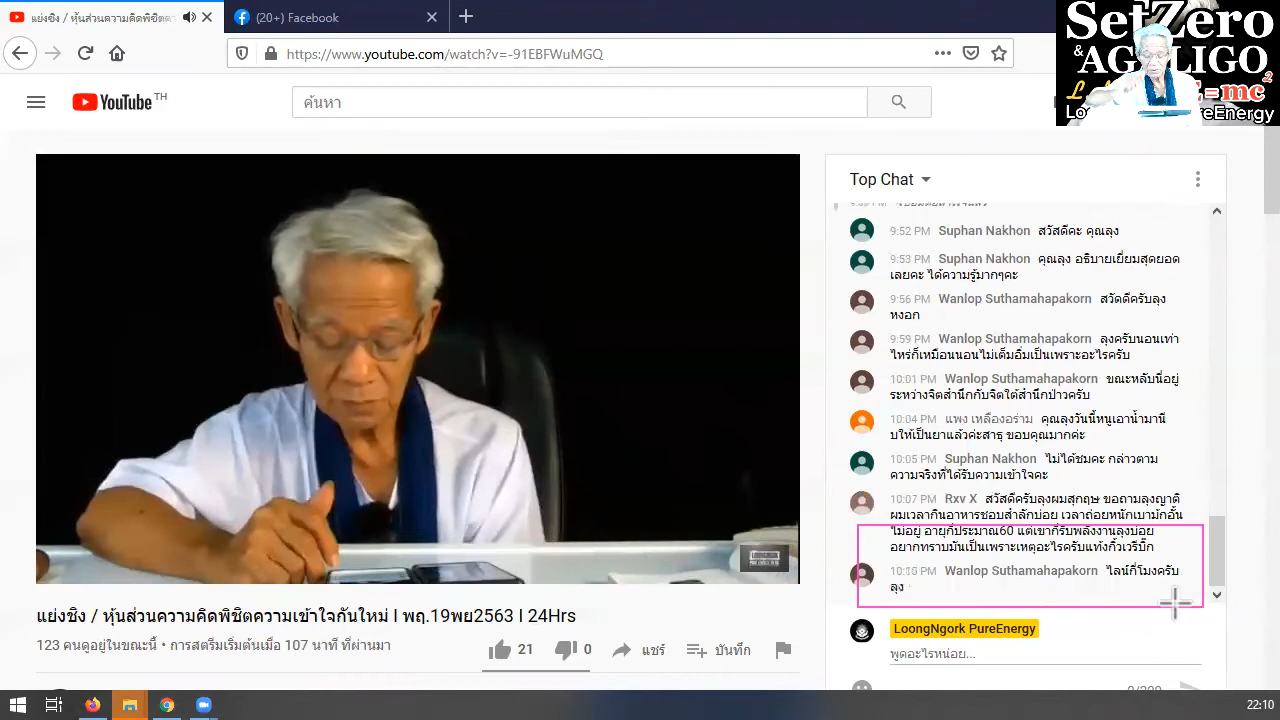 แย่งชิง / หุ้นส่วนความคิดพิชิตคว
(20+) Facebook
https://www.youtube.com/watch?v=-91EBFWuMGQ
SetZero
&
E=mc2
PureEnergy
YouTube TH
ค้นหา
Top Chat
9:52 PM Suphan Nakhon สวัสดีคะ คุณลุง
9:53 PM Suphan Nakhon คุณลุง อธิบายเยี่ยมสุดยอด
เลยคะ ได้ความรู้มากๆคะ
9:56 PM Wanlop Suthamahapakorn สวัดดีครับลุง
หงอก
9:59 PM Wanlop Suthamahapakorn ลุงครับนอนเท่า
ไหร่ก็เหมือนนอนไม่เต็มอิ่มเป็นเพราะอะไรครับ
10:01 PM Wanlop Suthamahapakorn ขณะหลับนี่อยู่
ระหว่างจิตสำนึกกับจิตใต้สำนึกป่าวครับ
10:04 PM แพง เหลืองอร่าม คุณลุงวันนี้หนูเอาน้ำมานี
บให้เป็นยาแล้วค่ะสาธุ ขอบคุณมากค่ะ
10:05 PM Suphan Nakhon ไม่ได้ชมคะ กล่าวตาม
ความจริงที่ได้รับความเข้าใจคะ
10:07 PM Rxv X สวัสดีครับลุงผมสุกฤษ ขอถามลุงญาติ
ผมเวลากินอาหารชอบสำลักบ่อย เวลาถ่อยหนักเบามักอั้น
ไม่อยู่ อายุก็ประมาณ60 แต่เขาก็รับพลังงานลุงบ่อย
อยากทราบมันเป็นเพราะเหตุอะไรครับแท้งกิ้วเวรี่บิ๊ก
Wanlop Suthamahapakorn ไลน์กี่โมงครับ
ลุง
LoongNgork PureEnergy
พูดอะไรหน่อย...
0/200
แย่งชิง / หุ้นส่วนความคิดพิชิตความเข้าใจกันใหม่ I พฤ.19พย2563 I 24Hrs
123 คนดูอยู่ในขณะนี้ • การสตรีมเริ่มต้นเมื่อ 107 นาที ที่ผ่านมา
21
0
แชร์
บันทึก
22:10